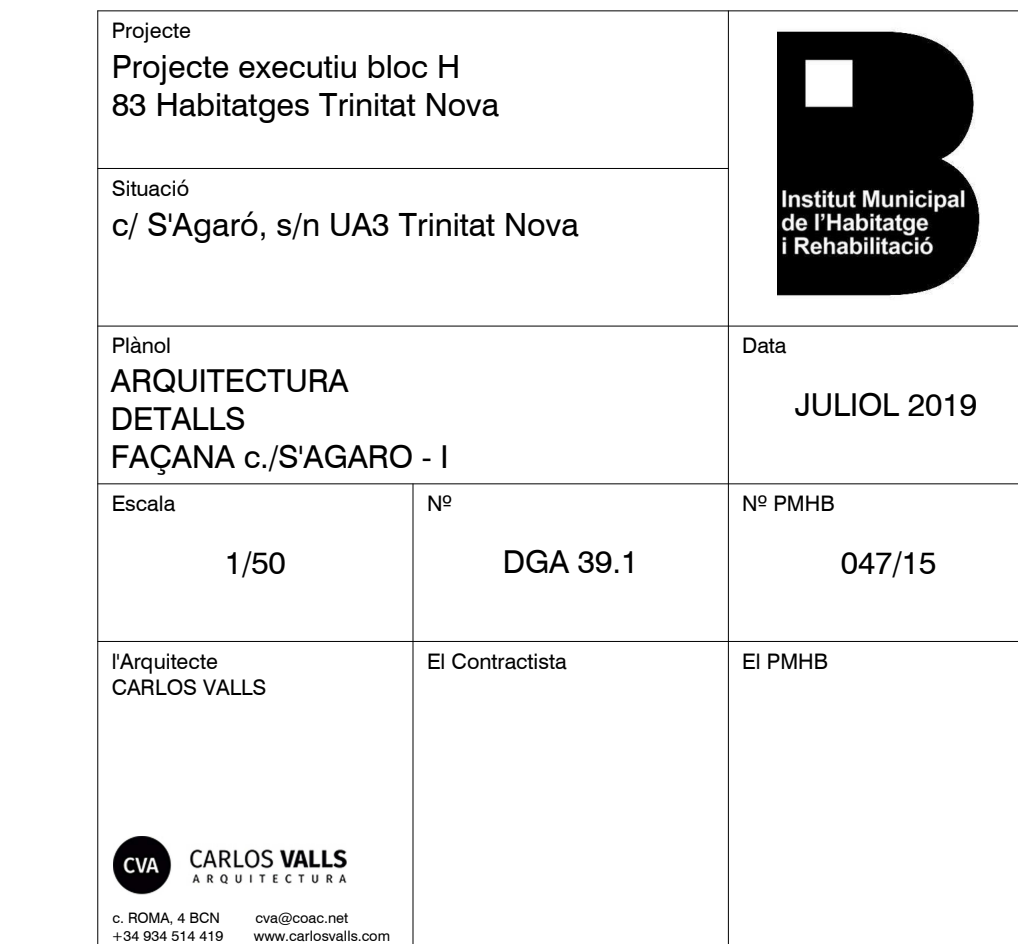 Projecte
Projecte executiu bloc H
83 Habitatges Trinitat Nova
Institut Municipal
de l'Habitatge
i Rehabilitació
Situació
c/ S'Agaró, s/n UA3 Trinitat Nova
Plànol
ARQUITECTURA
DETALLS
FAÇANA c./S'AGARO - I
Data
JULIOL 2019
Escala
1/50
Nº
DGA 39.1
Nº PMHB
047/15
l'Arquitecte
CARLOS VALLS
CVA
CARLOS VALLS
ARQUITECTURA
c. ROMA, 4 BCN cva@coac.net
+34 934 514 419 www.carlosvalls.com
El Contractista
El PMHB